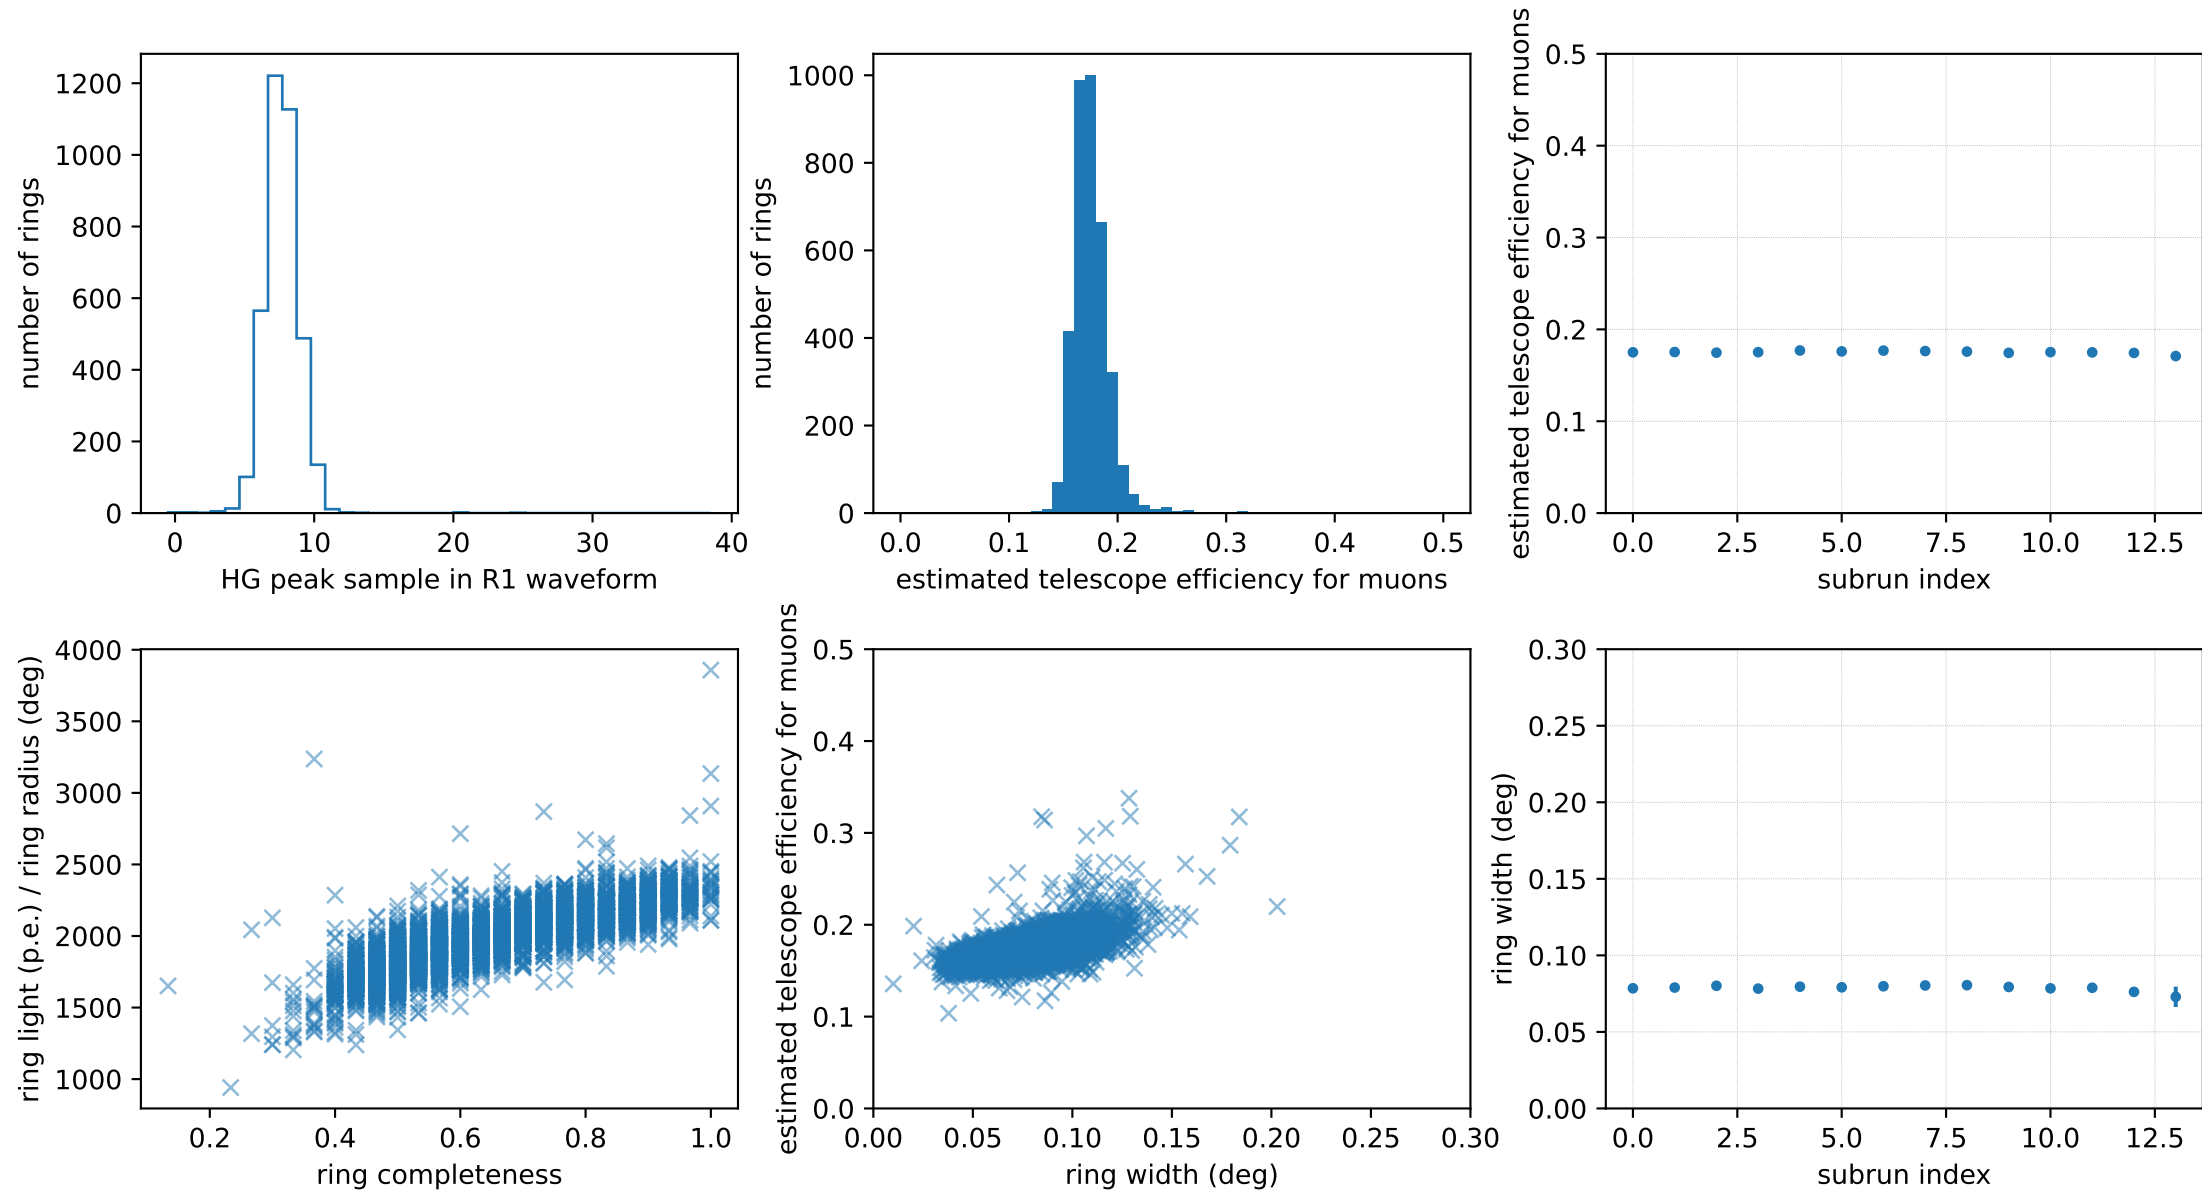 number of rings
1200
1000
800
600
400
200
0
0 10 20 30 40
HG peak sample in R1 waveform
number of rings
1000
800
600
400
200
0
0.0 0.1 0.2 0.3 0.4 0.5
estimated telescope efficiency for muons
estimated telescope efficiency for muons
0.5
0.4
0.3
0.2
0.1
0.0
0.0 2.5 5.0 7.5 10.0 12.5
subrun index
ring light (p.e.) / ring radius (deg)
4000
3500
3000
2500
2000
1500
1000
0.2 0.4 0.6 0.8 1.0
ring completeness
estimated telescope efficiency for muons
0.5
0.4
0.3
0.2
0.1
0.0
0.00 0.05 0.10 0.15 0.20 0.25 0.30
ring width (deg)
ring width (deg)
0.30
0.25
0.20
0.15
0.10
0.05
0.00
0.0 2.5 5.0 7.5 10.0 12.5
subrun index